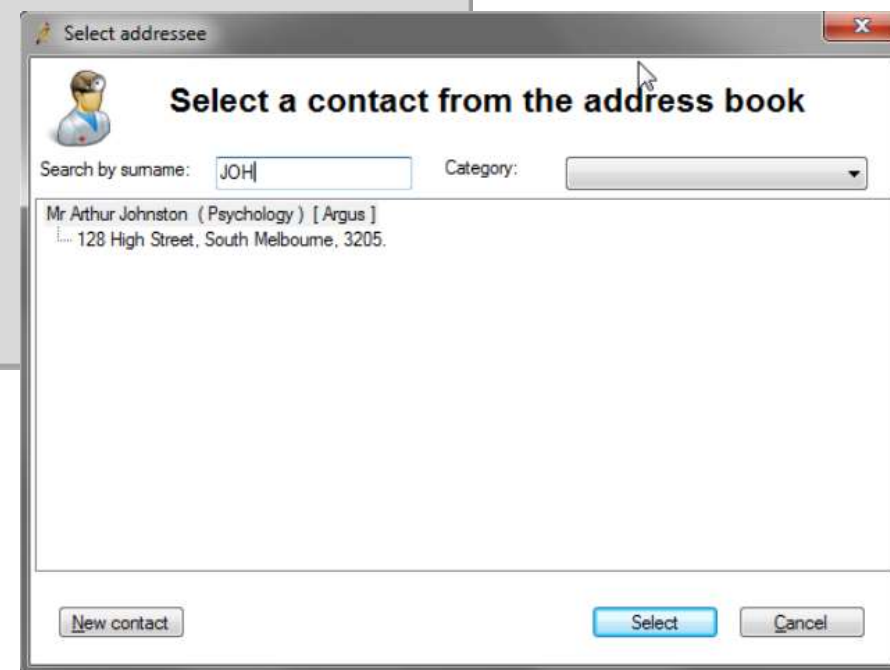 Select addressee
Select a contact from the address book
Search by surname: JOH Category:
Mr Arthur Johnston ( Psychology ) [ Argus ]
128 High Street, South Melbourne, 3205.
New contact Select Cancel